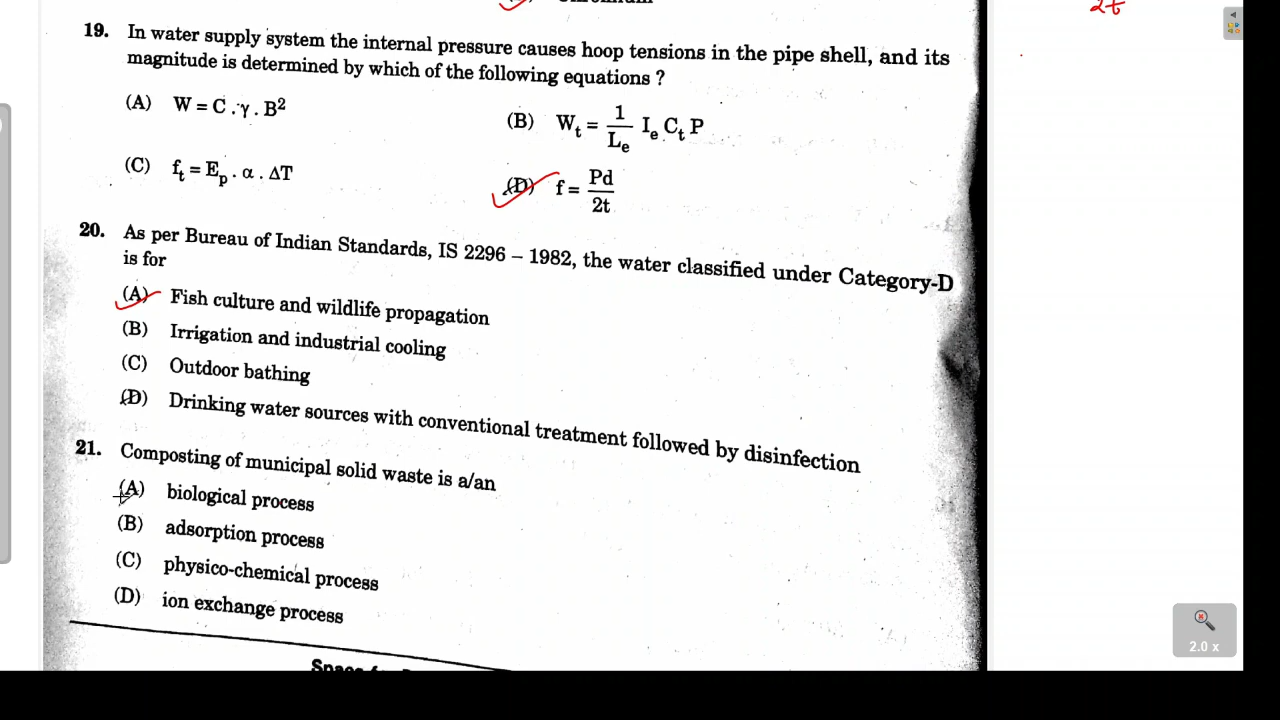 2t
19. In water supply system the internal pressure causes hoop tensions in the pipe shell, and its
magnitude is determined by which of the following equations ?
(A) W = C . γ . B²
(B) Wₜ = 1/Lₑ Iₑ Cₜ P
(C) fₜ = Eₚ . α . ΔT
(D) f = Pd/2t
20. As per Bureau of Indian Standards, IS 2296 – 1982, the water classified under Category-D
is for
(A) Fish culture and wildlife propagation
(B) Irrigation and industrial cooling
(C) Outdoor bathing
(D) Drinking water sources with conventional treatment followed by disinfection
21. Composting of municipal solid waste is a/an
(A) biological process
(B) adsorption process
(C) physico-chemical process
(D) ion exchange process
2.0 x